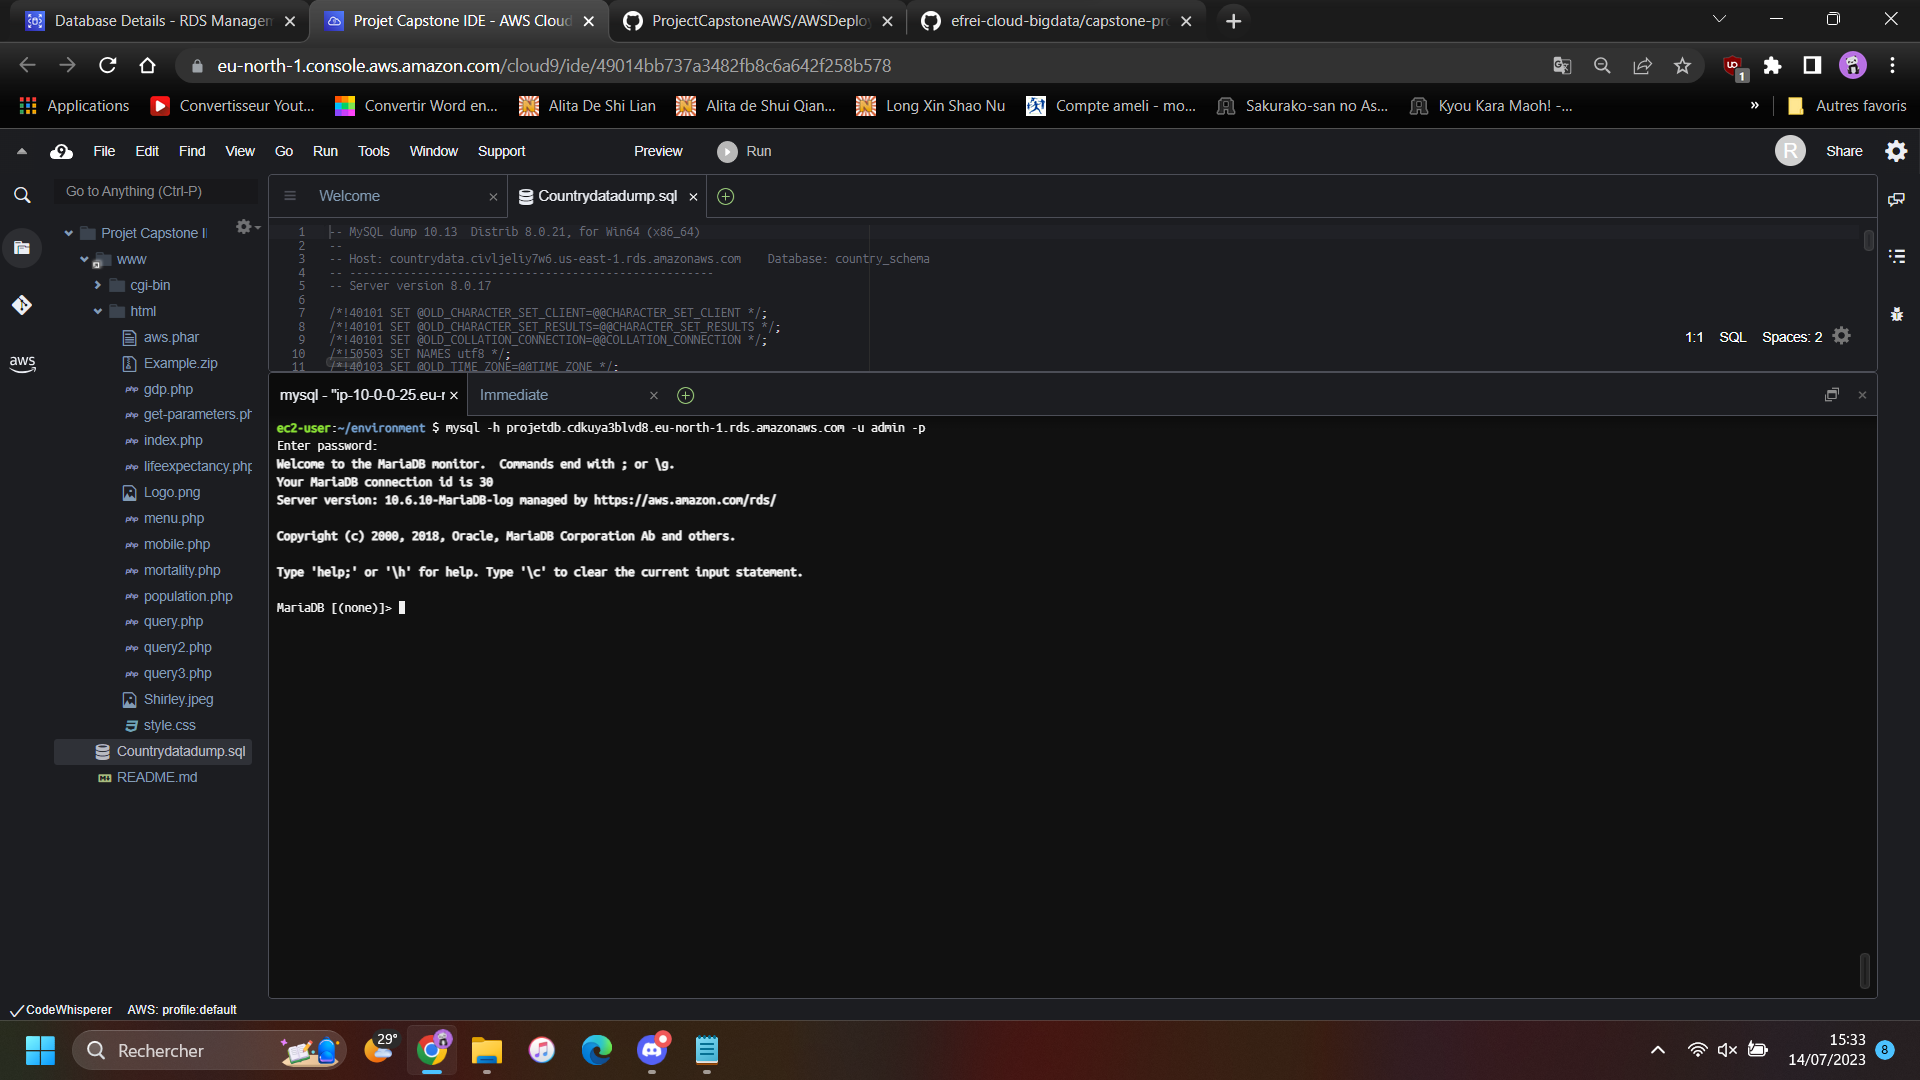 Database Details - RDS Managem
Projet Capstone IDE - AWS Cloud
ProjectCapstoneAWS/AWSDeploy
efrei-cloud-bigdata/capstone-pro
eu-north-1.console.aws.amazon.com/cloud9/ide/49014bb737a3482fb8c6a642f258b578
1
Applications
Convertisseur Yout...
Convertir Word en...
Alita De Shi Lian
Alita de Shui Qian...
Long Xin Shao Nu
Compte ameli - mo...
Sakurako-san no As...
Kyou Kara Maoh! -...
»
Autres favoris
9 File Edit Find View Go Run Tools Window Support Preview Run
R Share
Go to Anything (Ctrl-P)
Welcome
Countrydatadump.sql
Projet Capstone I
www
cgi-bin
html
aws.phar
Example.zip
gdp.php
get-parameters.ph
index.php
lifeexpectancy.php
Logo.png
menu.php
mobile.php
mortality.php
population.php
query.php
query2.php
query3.php
Shirley.jpeg
style.css
Countrydatadump.sql
README.md
aws
1 -- MySQL dump 10.13  Distrib 8.0.21, for Win64 (x86_64)
2 --
3 -- Host: countrydata.civljeliy7w6.us-east-1.rds.amazonaws.com    Database: country_schema
4 -- ------------------------------------------------------
5 -- Server version 8.0.17
6
7 /*!40101 SET @OLD_CHARACTER_SET_CLIENT=@@CHARACTER_SET_CLIENT */;
8 /*!40101 SET @OLD_CHARACTER_SET_RESULTS=@@CHARACTER_SET_RESULTS */;
9 /*!40101 SET @OLD_COLLATION_CONNECTION=@@COLLATION_CONNECTION */;
10 /*!50503 SET NAMES utf8 */;
11 /*!40103 SET @OLD_TIME_ZONE=@@TIME_ZONE */;
1:1 SQL Spaces: 2
mysql - "ip-10-0-0-25.eu-r
Immediate
ec2-user:~/environment $ mysql -h projetdb.cdkuya3blvd8.eu-north-1.rds.amazonaws.com -u admin -p
Enter password:
Welcome to the MariaDB monitor.  Commands end with ; or \g.
Your MariaDB connection id is 30
Server version: 10.6.10-MariaDB-log managed by https://aws.amazon.com/rds/
Copyright (c) 2000, 2018, Oracle, MariaDB Corporation Ab and others.
Type 'help;' or '\h' for help. Type '\c' to clear the current input statement.
MariaDB [(none)]>
CodeWhisperer AWS: profile:default
Rechercher
29°
15:33
14/07/2023
8